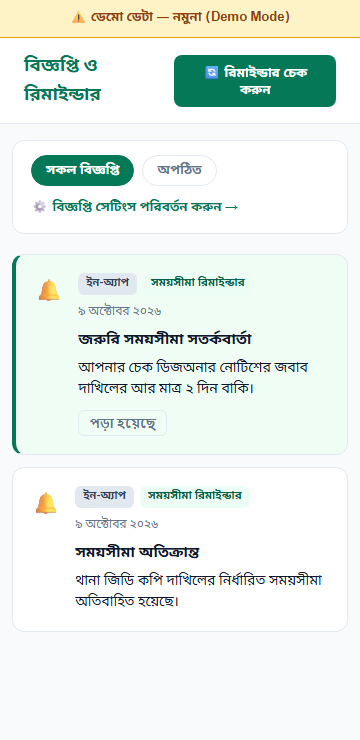 ⚠️ ডেমো ডেটা — নমুনা (Demo Mode)
বিজ্ঞপ্তি ও
রিমাইন্ডার
🔄 রিমাইন্ডার চেক
করুন
সকল বিজ্ঞপ্তি
অপঠিত
⚙️ বিজ্ঞপ্তি সেটিংস পরিবর্তন করুন →
ইন-অ্যাপ সময়সীমা রিমাইন্ডার
৯ অক্টোবর ২০২৬
জরুরি সময়সীমা সতর্কবার্তা
আপনার চেক ডিজঅনার নোটিশের জবাব
দাখিলের আর মাত্র ২ দিন বাকি।
পড়া হয়েছে
ইন-অ্যাপ সময়সীমা রিমাইন্ডার
৯ অক্টোবর ২০২৬
সময়সীমা অতিক্রান্ত
থানা জিডি কপি দাখিলের নির্ধারিত সময়সীমা
অতিবাহিত হয়েছে।